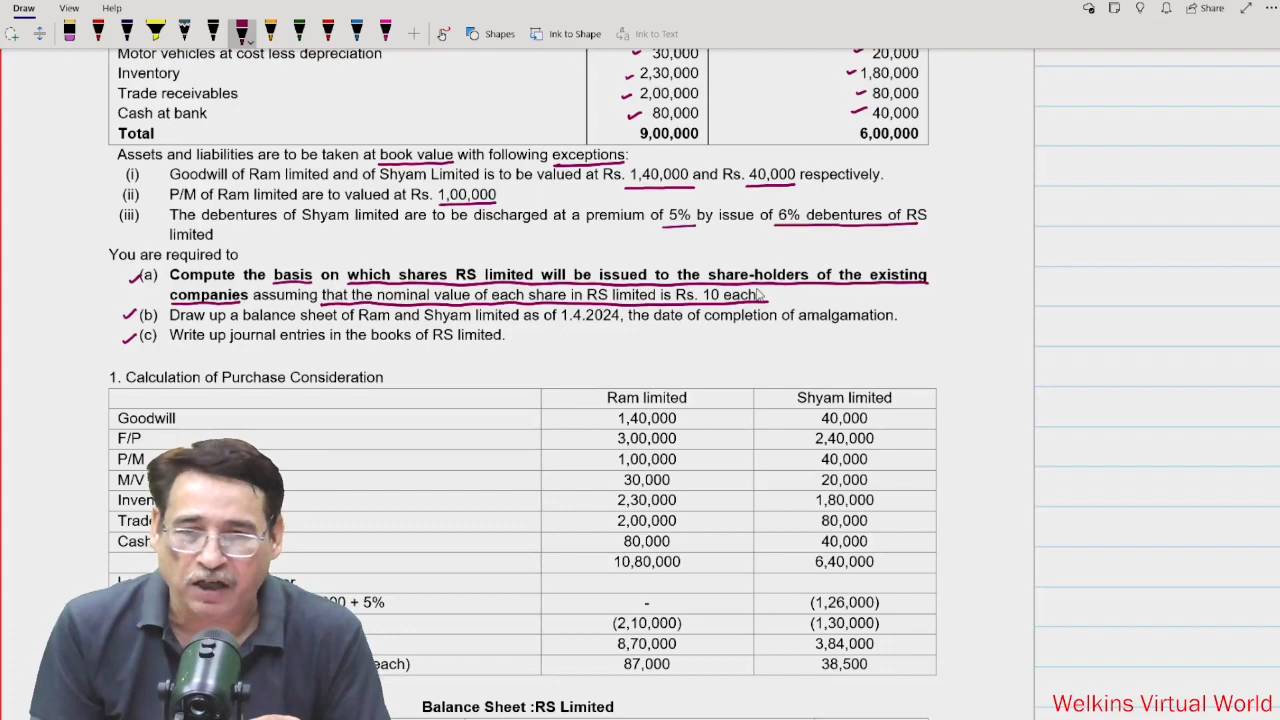 Draw View Help
Share
Shapes Ink to Shape Ink to Text
Motor vehicles at cost less depreciation 30,000 20,000
Inventory 2,30,000 1,80,000
Trade receivables 2,00,000 80,000
Cash at bank 80,000 40,000
Total 9,00,000 6,00,000
Assets and liabilities are to be taken at book value with following exceptions:
(i) Goodwill of Ram limited and of Shyam Limited is to be valued at Rs. 1,40,000 and Rs. 40,000 respectively.
(ii) P/M of Ram limited are to valued at Rs. 1,00,000
(iii) The debentures of Shyam limited are to be discharged at a premium of 5% by issue of 6% debentures of RS
limited
You are required to
(a) Compute the basis on which shares RS limited will be issued to the share-holders of the existing
companies assuming that the nominal value of each share in RS limited is Rs. 10 each
(b) Draw up a balance sheet of Ram and Shyam limited as of 1.4.2024, the date of completion of amalgamation.
(c) Write up journal entries in the books of RS limited.
1. Calculation of Purchase Consideration
Ram limited Shyam limited
Goodwill 1,40,000 40,000
F/P 3,00,000 2,40,000
P/M 1,00,000 40,000
M/V 30,000 20,000
Inven 2,30,000 1,80,000
Trad 2,00,000 80,000
Cash 80,000 40,000
10,80,000 6,40,000
+ 5% - (1,26,000)
(2,10,000) (1,30,000)
8,70,000 3,84,000
each) 87,000 38,500
Balance Sheet :RS Limited
Welkins Virtual World